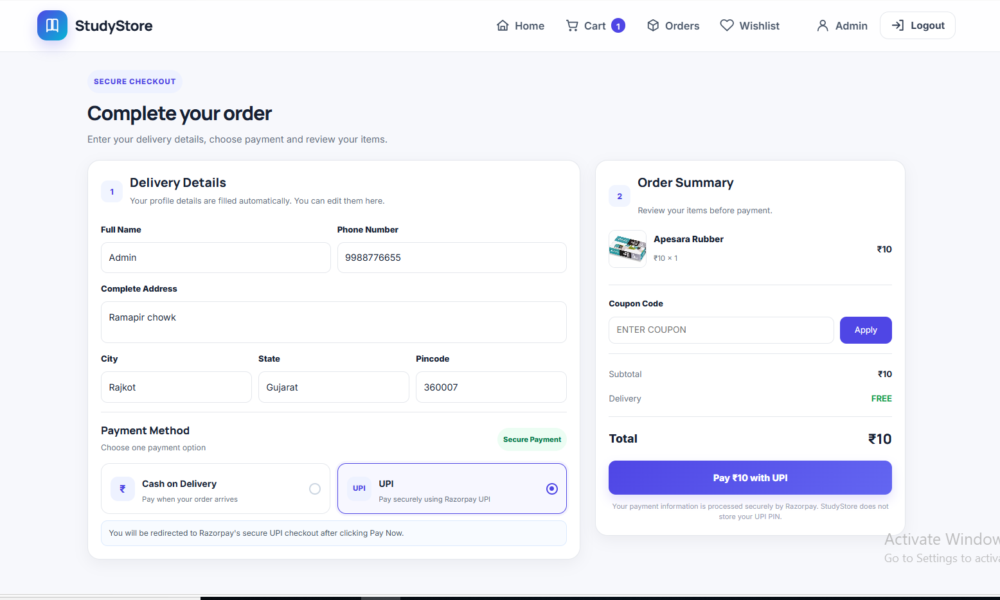 StudyStore
Home
Cart 1
Orders
Wishlist
Admin
Logout
SECURE CHECKOUT
Complete your order
Enter your delivery details, choose payment and review your items.
1
Delivery Details
Your profile details are filled automatically. You can edit them here.
Full Name
Phone Number
Admin
9988776655
Complete Address
Ramapir chowk
City
State
Pincode
Rajkot
Gujarat
360007
Payment Method
Choose one payment option
Secure Payment
₹
Cash on Delivery
Pay when your order arrives
UPI
UPI
Pay securely using Razorpay UPI
You will be redirected to Razorpay's secure UPI checkout after clicking Pay Now.
2
Order Summary
Review your items before payment.
Apesara Rubber
₹10 × 1
₹10
Coupon Code
ENTER COUPON
Apply
Subtotal
₹10
Delivery
FREE
Total
₹10
Pay ₹10 with UPI
Your payment information is processed securely by Razorpay. StudyStore does not
store your UPI PIN.
Activate Window
Go to Settings to activa